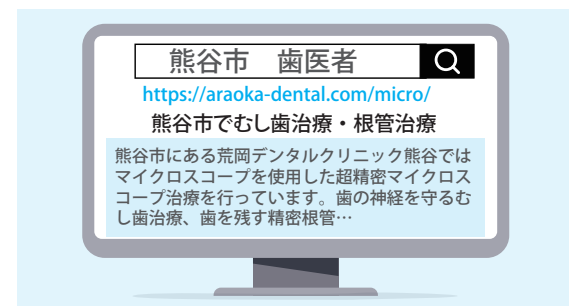 熊谷市　歯医者
https://araoka-dental.com/micro/
熊谷市でむし歯治療・根管治療
熊谷市にある荒岡デンタルクリニック熊谷では
マイクロスコープを使用した超精密マイクロス
コープ治療を行っています。歯の神経を守るむ
し歯治療、歯を残す精密根管…